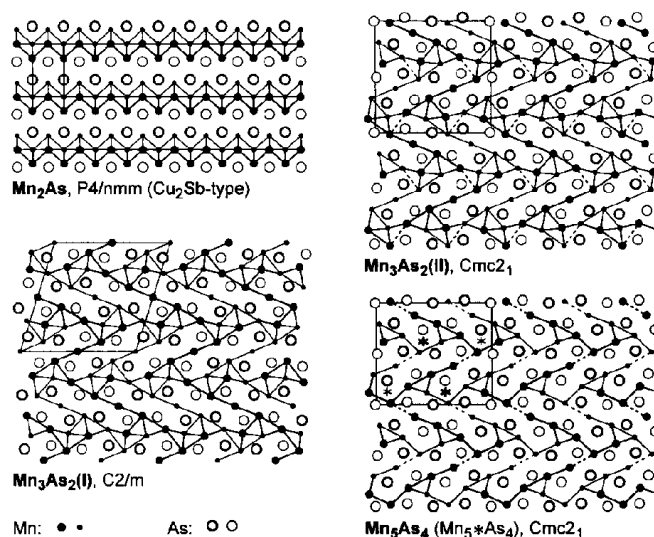 Mn₂As, P4/nmm (Cu₂Sb-type)
Mn₃As₂(I), C2/m
Mn: As:
Mn₃As₂(II), Cmc2₁
Mn₅As₄ (Mn₅*As₄), Cmc2₁